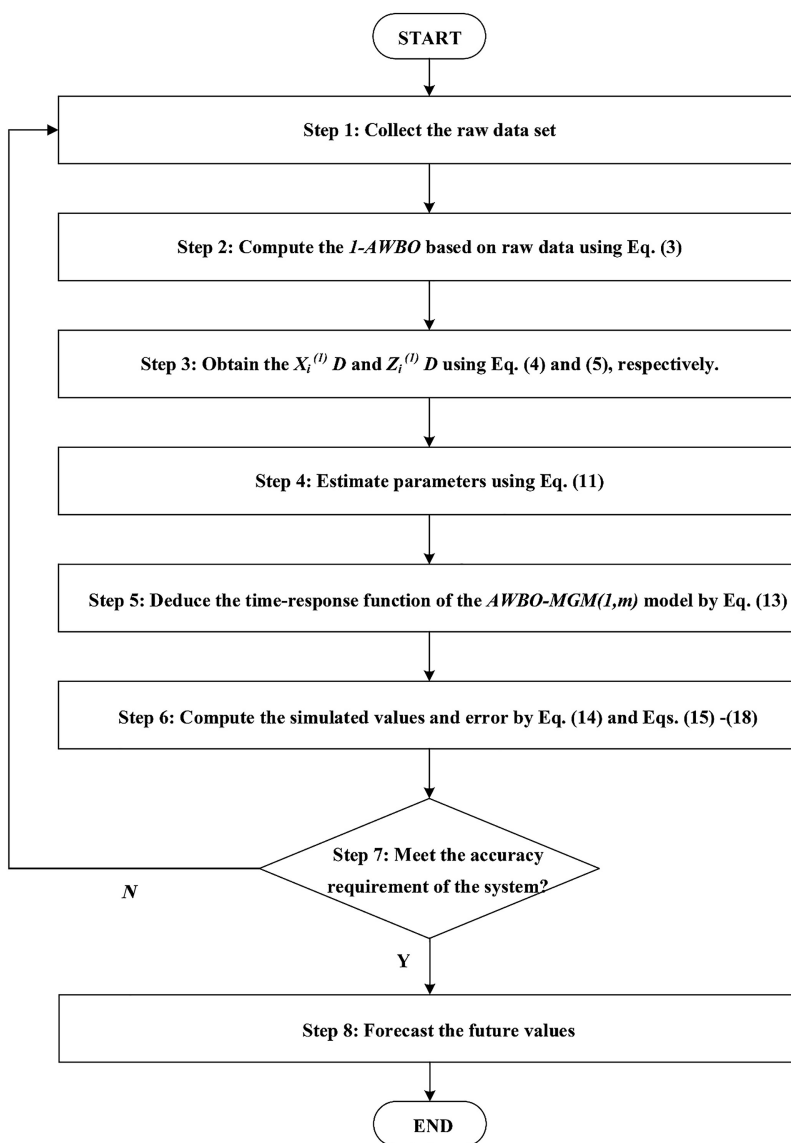 START
Step 1: Collect the raw data set
Step 2: Compute the 1-AWBO based on raw data using Eq. (3)
Step 3: Obtain the Xi(1) D and Zi(1) D using Eq. (4) and (5), respectively.
Step 4: Estimate parameters using Eq. (11)
Step 5: Deduce the time-response function of the AWBO-MGM(1,m) model by Eq. (13)
Step 6: Compute the simulated values and error by Eq. (14) and Eqs. (15) -(18)
Step 7: Meet the accuracy
requirement of the system?
N
Y
Step 8: Forecast the future values
END